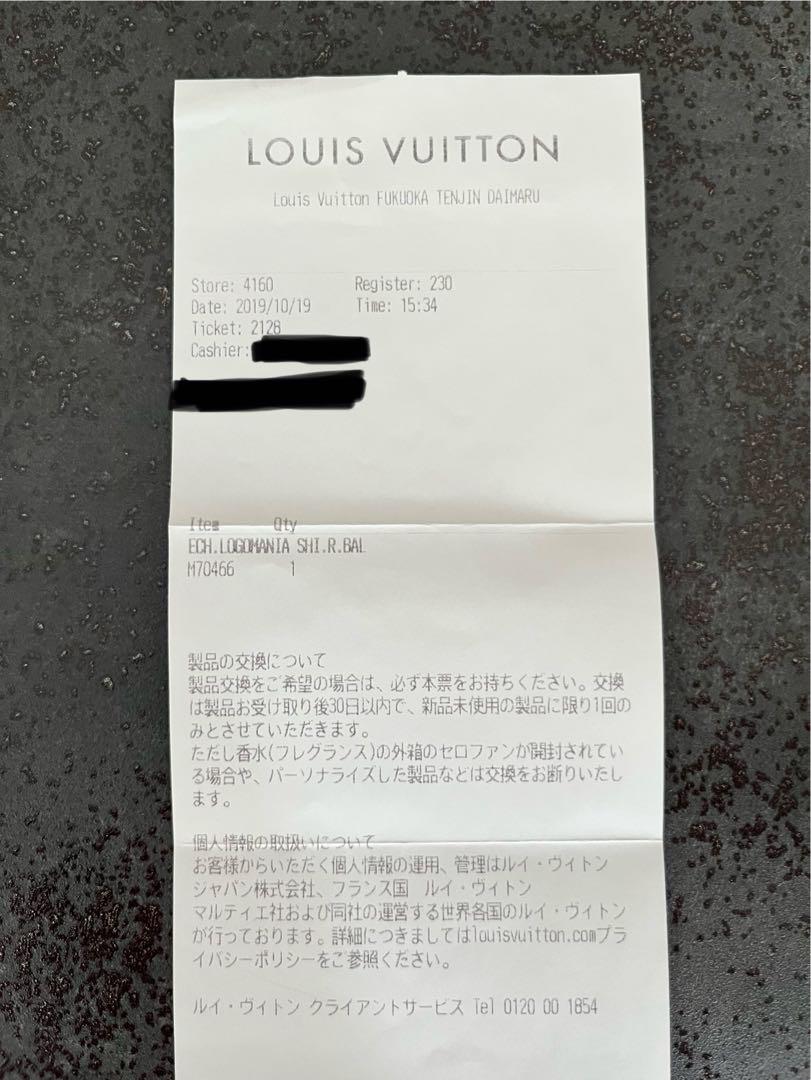 LOUIS VUITTON
Louis Vuitton FUKUOKA TENJIN DAIMARU
Store: 4160 Register: 230
Date: 2019/10/19 Time: 15:34
Ticket: 2128
Cashier:
Item Qty
ECH.LOGOMANIA SHI.R.BAL
M70466 1
製品の交換について
製品交換をご希望の場合は、必ず本票をお持ちください。交換
は製品お受け取り後30日以内で、新品未使用の製品に限り1回の
みとさせていただきます。
ただし香水(フレグランス)の外箱のセロファンが開封されてい
る場合や、パーソナライズした製品などは交換をお断りいたし
ます。
個人情報の取扱いについて
お客様からいただく個人情報の運用、管理はルイ・ヴィトン
ジャパン株式会社、フランス国 ルイ・ヴィトン
マルティエ社および同社の運営する世界各国のルイ・ヴィトン
が行っております。詳細につきましてはlouisvuitton.comプラ
イバシーポリシーをご参照ください。
ルイ・ヴィトン クライアントサービス Tel 0120 00 1854